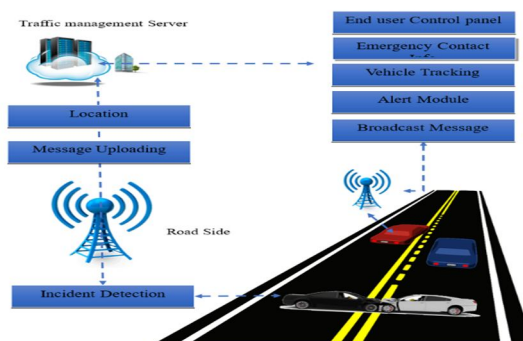 Traffic management Server
Location
Message Uploading
Road Side
Incident Detection
End user Control panel
Emergency Contact
Vehicle Tracking
Alert Module
Broadcast Message